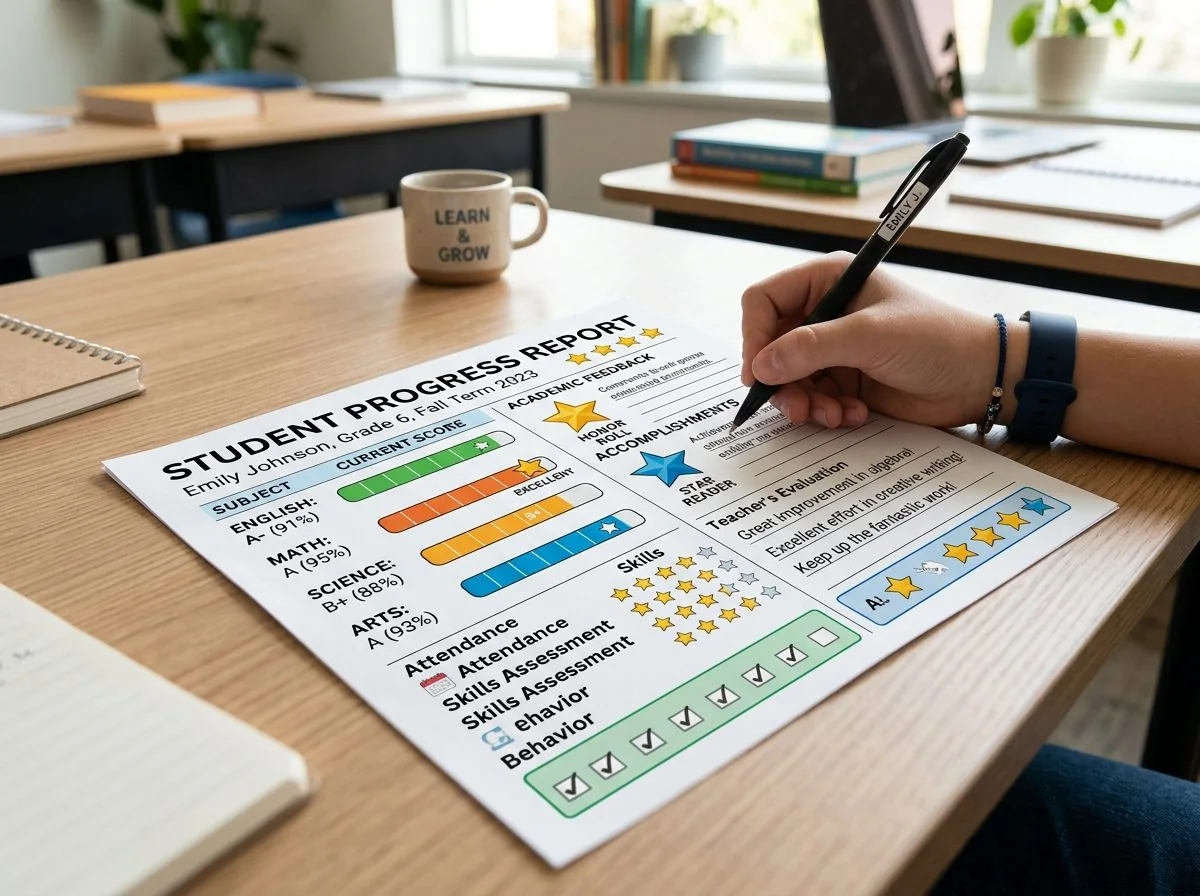 LEARN
&
GROW
EMILY J.
STUDENT PROGRESS REPORT
Emily Johnson, Grade 6, Fall Term 2023
SUBJECT CURRENT SCORE
ENGLISH:
A- (91%)
MATH:
A (95%)
EXCELLENT
SCIENCE:
B+ (88%)
B+
ARTS:
A (93%)
Attendance
Attendance
Skills Assessment
Skills Assessment
ehavior
Behavior
Skills
ACADEMIC FEEDBACK
HONOR
ROLL
ACCOMPLISHMENTS
STAR
READER
Teacher's Evaluation
Great improvement in algebra!
Excellent effort in creative writing!
Keep up the fantastic work!